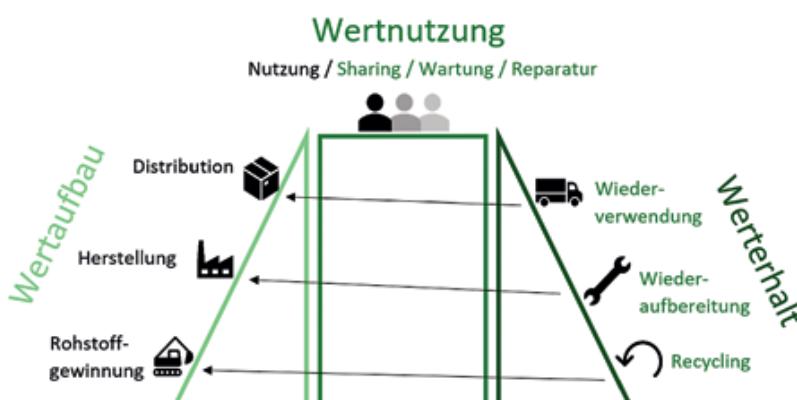 Wertnutzung
Nutzung / Sharing / Wartung / Reparatur
Wertaufbau
Distribution
Herstellung
Rohstoff-
gewinnung
Wieder-
verwendung
Wieder-
aufbereitung
Recycling
Werterhalt